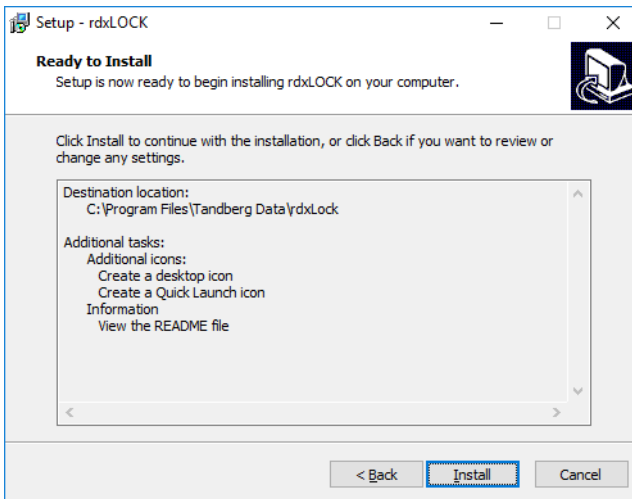 Setup - rdxLOCK
Ready to Install
Setup is now ready to begin installing rdxLOCK on your computer.
Click Install to continue with the installation, or click Back if you want to review or
change any settings.
Destination location:
C:\Program Files\Tandberg Data\rdxLock
Additional tasks:
Additional icons:
Create a desktop icon
Create a Quick Launch icon
Information
View the README file
< Back
Install
Cancel